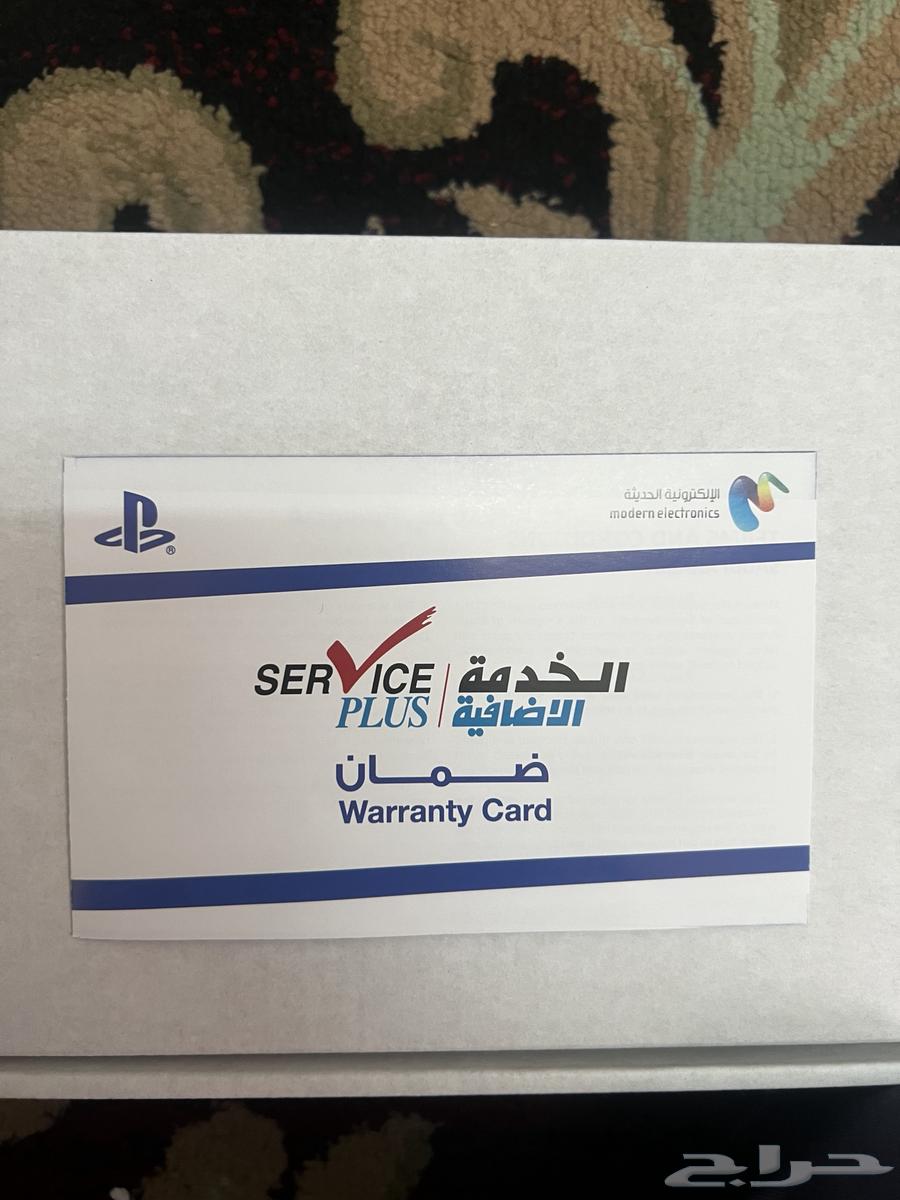 الإلكترونية الحديثة
modern electronics
SERVICE PLUS
الخدمة الاضافية
ضمان
Warranty Card
حراج